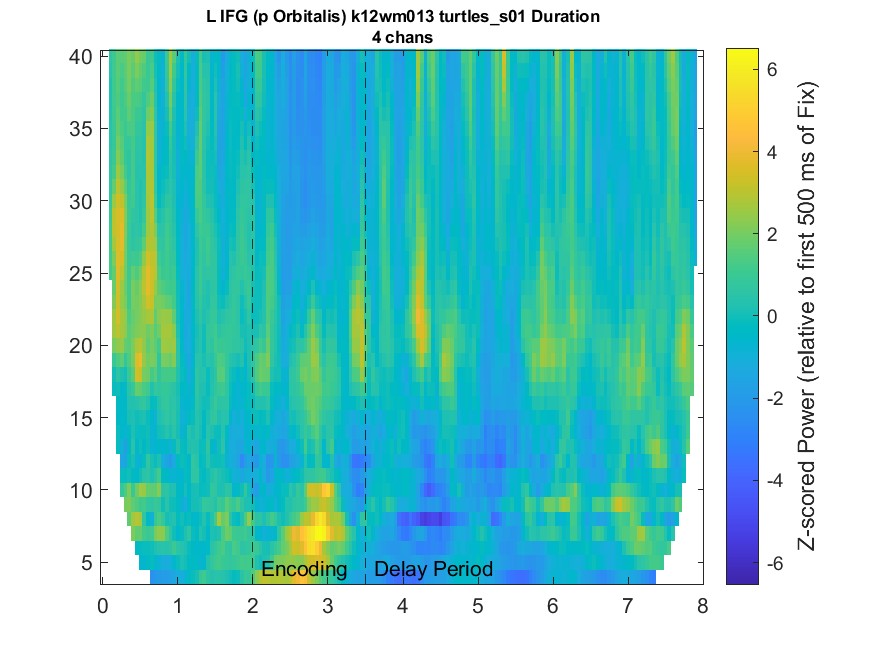 L IFG (p Orbitalis) k12wm013 turtles_s01 Duration
4 chans
40
35
30
25
20
15
10
5
Encoding
Delay Period
0 1 2 3 4 5 6 7 8
6
4
2
0
-2
-4
-6
Z-scored Power (relative to first 500 ms of Fix)